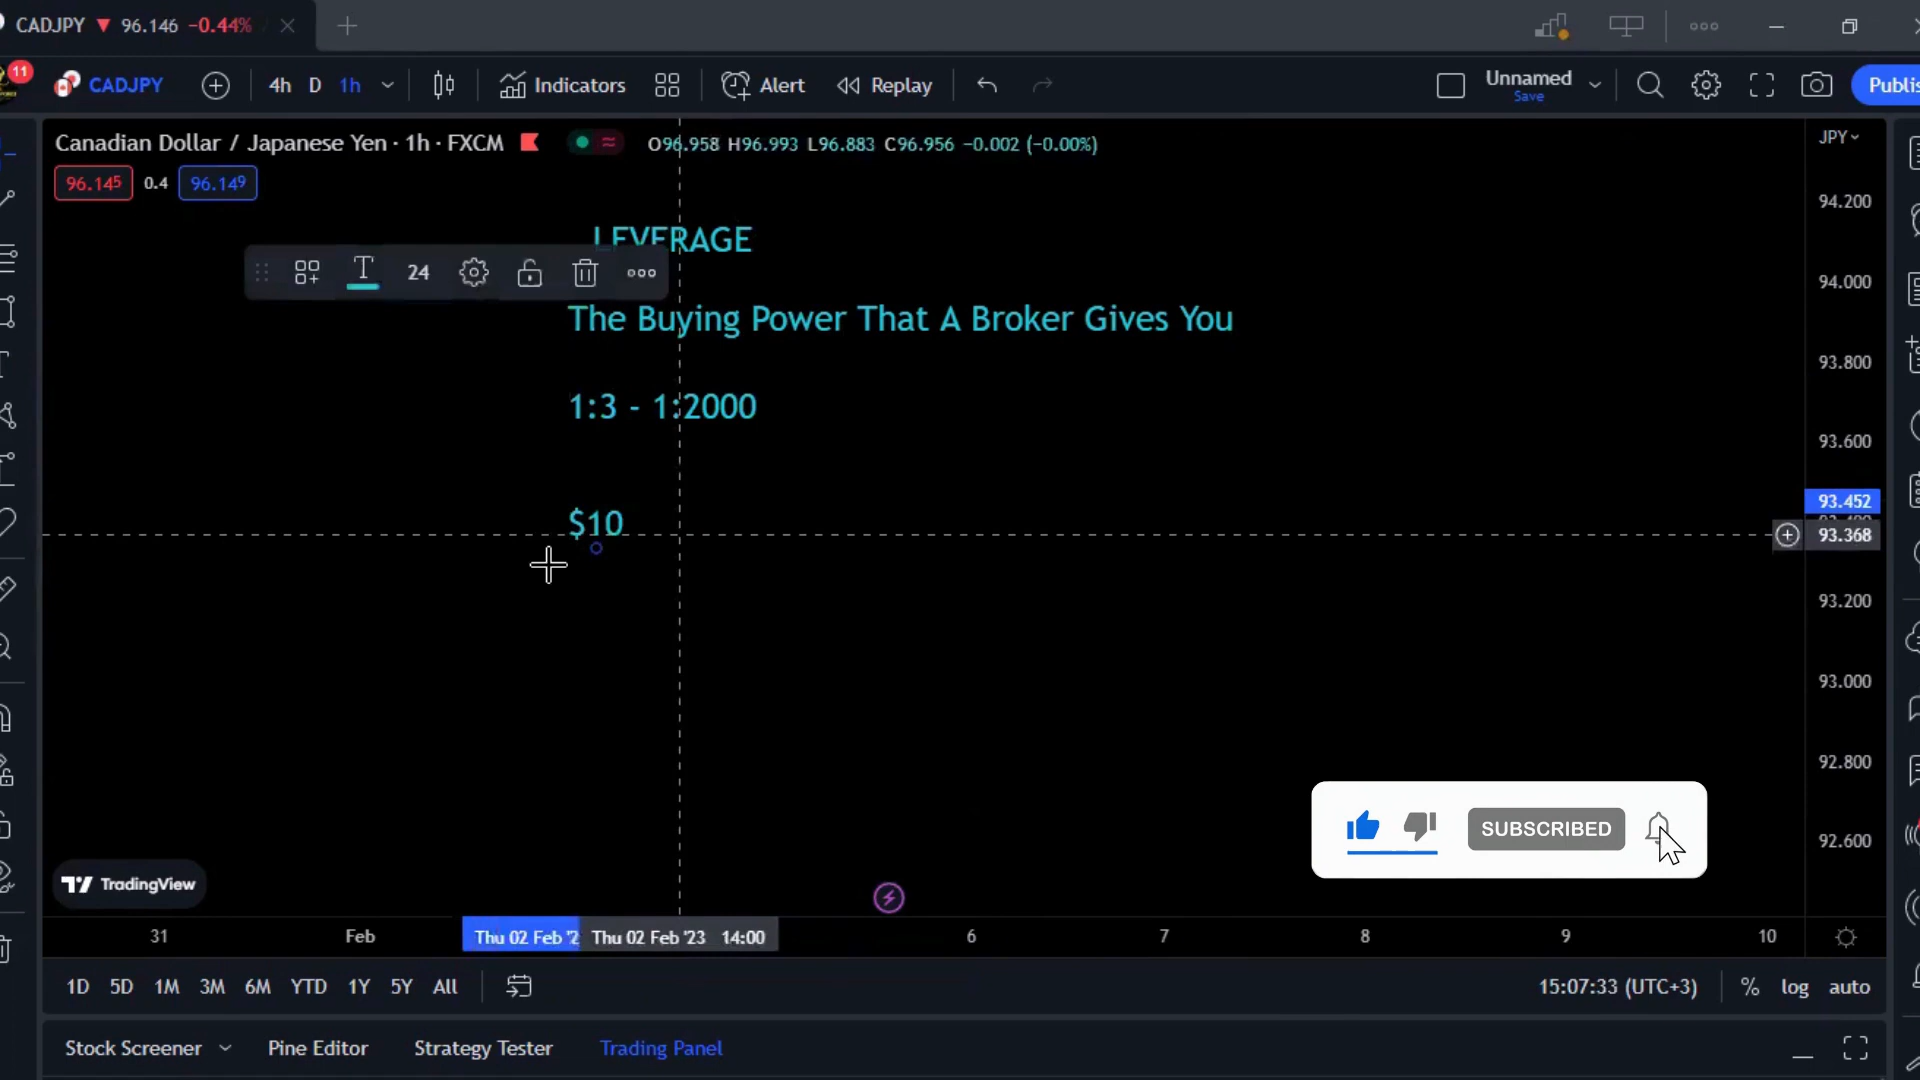 CADJPY ▼ 96.146 −0.44%
11
CADJPY 4h D 1h Indicators Alert Replay Unnamed
Save
Canadian Dollar / Japanese Yen · 1h · FXCM O96.958 H96.993 L96.883 C96.956 −0.002 (−0.00%)
JPY
96.145 0.4 96.149
94.200
LEVERAGE
24
94.000
The Buying Power That A Broker Gives You
93.800
1:3 - 1:2000
93.600
93.452
$10
93.368
93.200
93.000
92.800
SUBSCRIBED
92.600
TradingView
31 Feb Thu 02 Feb '2 Thu 02 Feb '23 14:00 6 7 8 9 10
1D 5D 1M 3M 6M YTD 1Y 5Y All 15:07:33 (UTC+3) % log auto
Stock Screener Pine Editor Strategy Tester Trading Panel